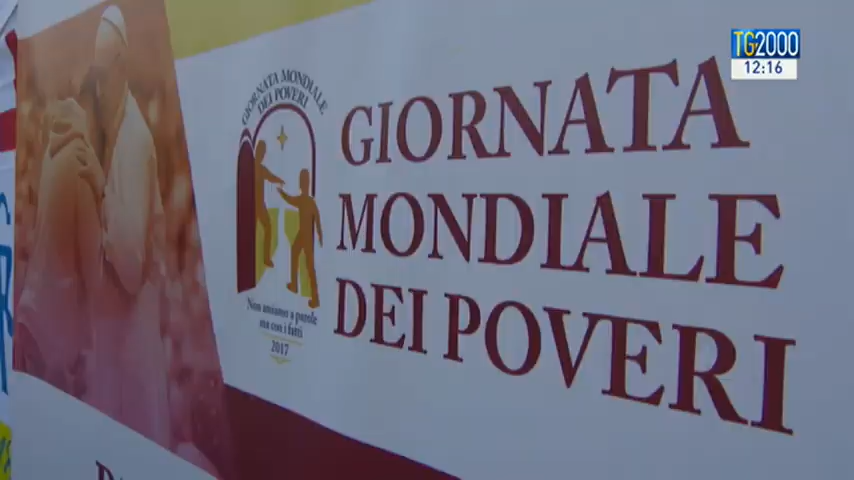 TG2000
12:16
GIORNATA MONDIALE
DEI POVERI
GIORNATA
MONDIALE
DEI POVERI
Non amiamo a parole
ma con i fatti
2017